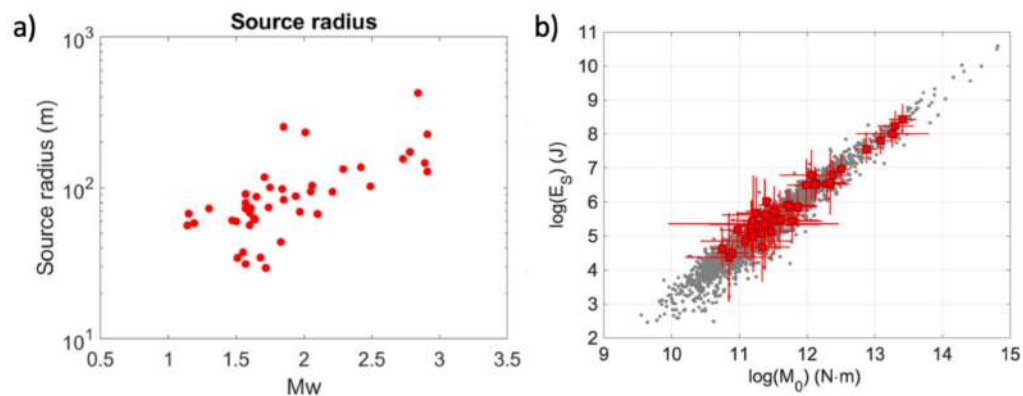 a)
Source radius
Source radius (m)
10^3
10^2
10^1
0.5 1 1.5 2 2.5 3 3.5
Mw
b)
log(E_S) (J)
11
10
9
8
7
6
5
4
3
2
9 10 11 12 13 14 15
log(M_0) (N·m)